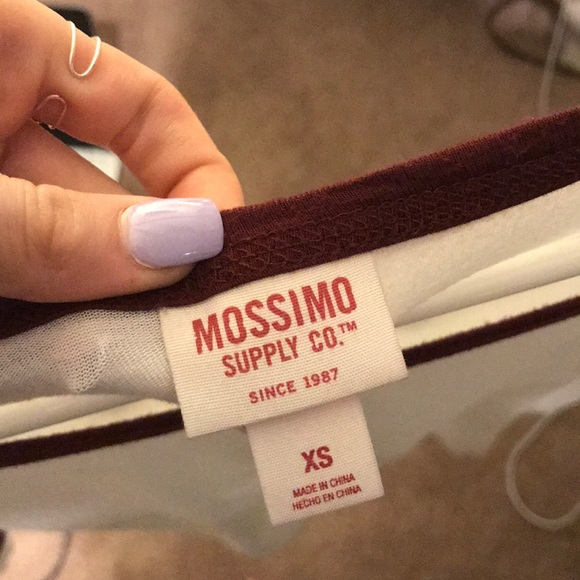 MOSSIMO
SUPPLY CO.™
SINCE 1987
XS
MADE IN CHINA
HECHO EN CHINA